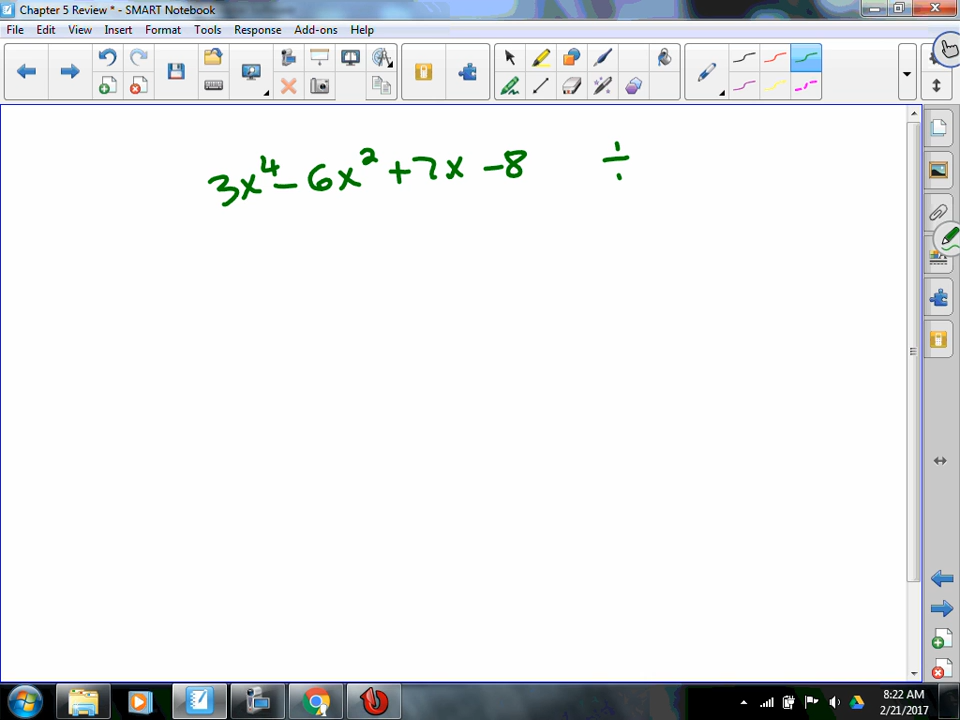 Chapter 5 Review * - SMART Notebook
File Edit View Insert Format Tools Response Add-ons Help
3x⁴ - 6x² + 7x - 8 ÷
8:22 AM
2/21/2017